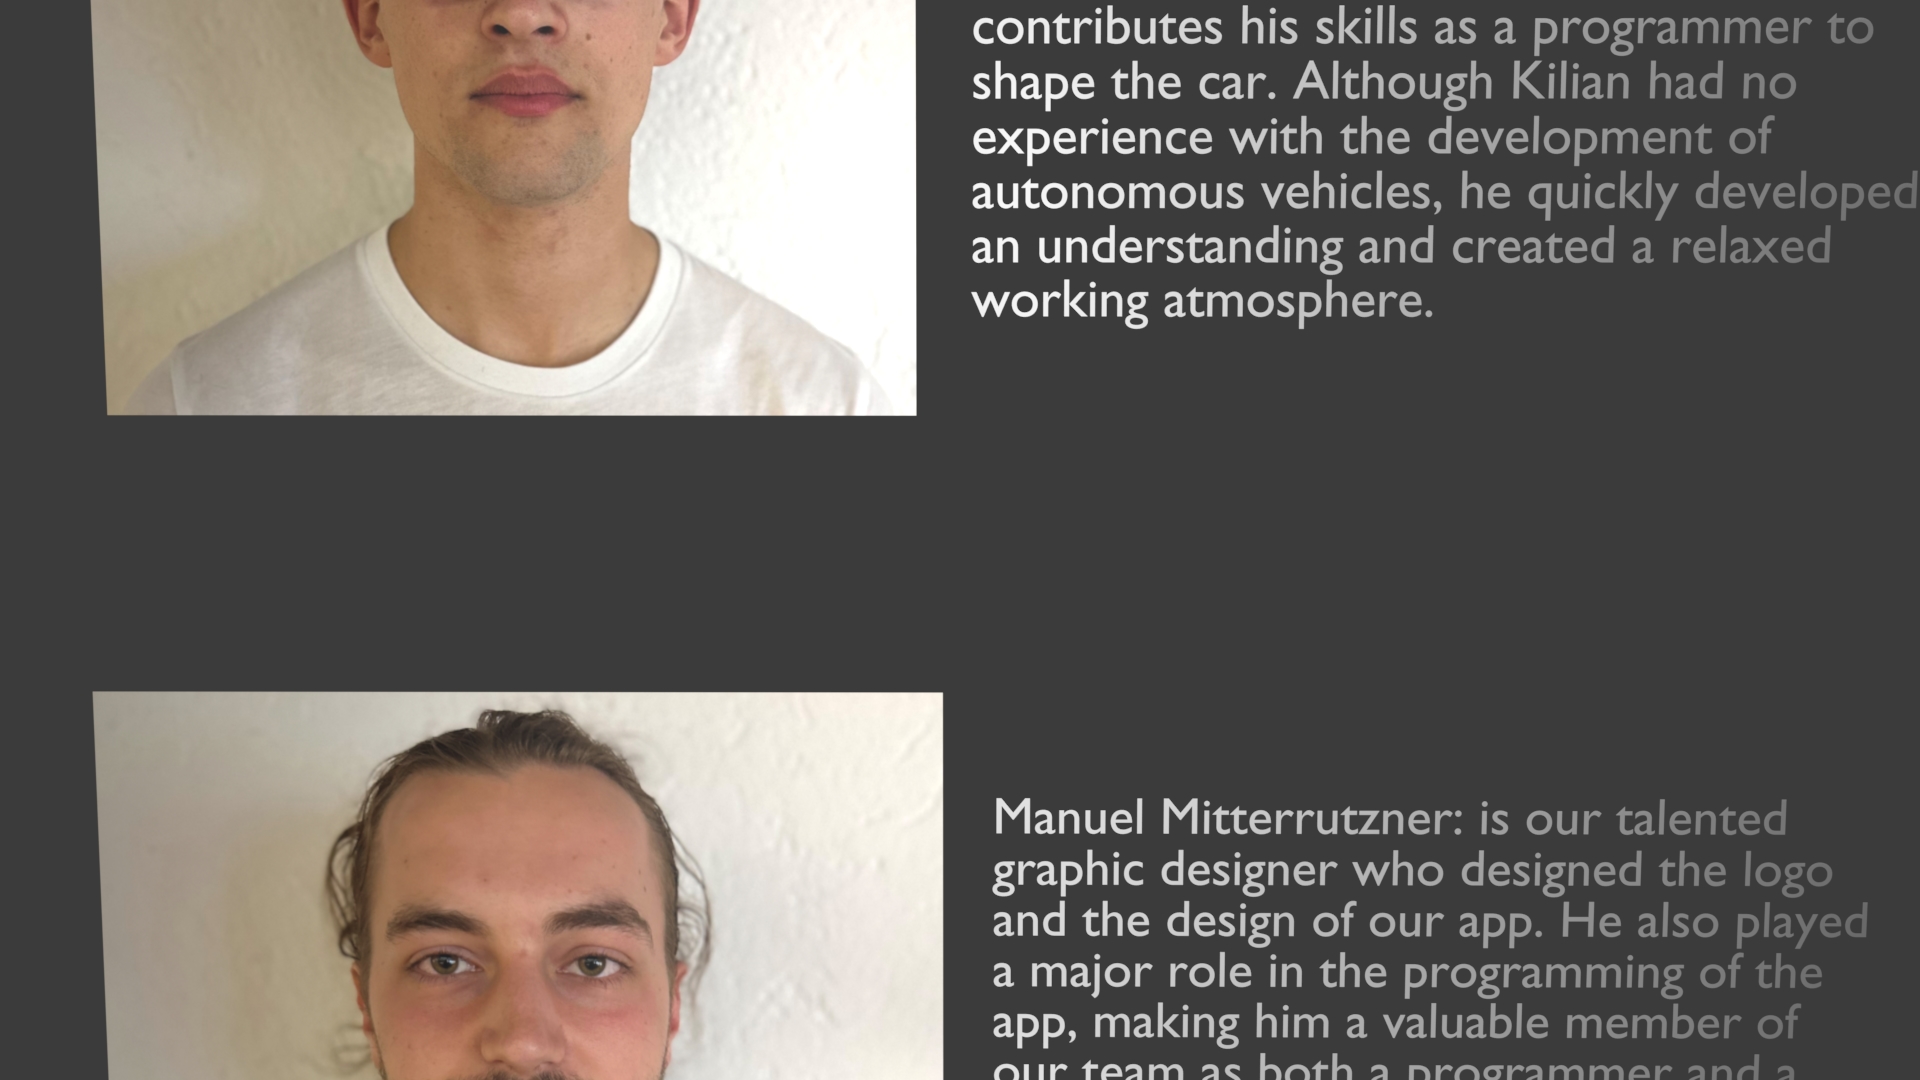 contributes his skills as a programmer to
shape the car. Although Kilian had no
experience with the development of
autonomous vehicles, he quickly developed
an understanding and created a relaxed
working atmosphere.
Manuel Mitterrutzner: is our talented
graphic designer who designed the logo
and the design of our app. He also played
a major role in the programming of the
app, making him a valuable member of
our team as both a programmer and a